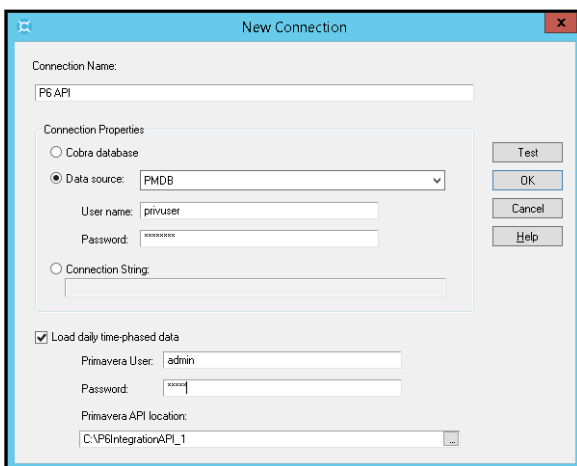 New Connection
x
Connection Name:
P6 API
Connection Properties
Cobra database
Test
Data source: PMDB
OK
User name: privuser
Cancel
Password: ********
Help
Connection String:
Load daily time-phased data
Primavera User: admin
Password: *****
Primavera API location:
C:\P6IntegrationAPI_1
...